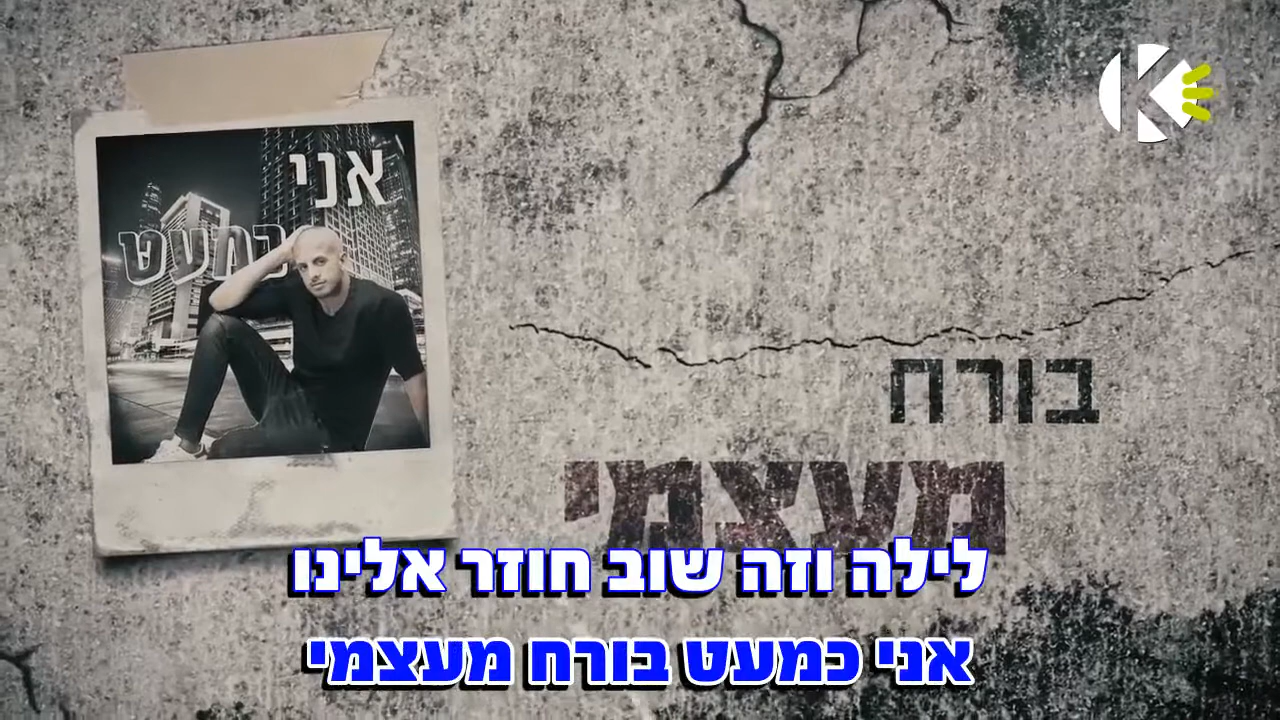 אני
כמעט
בורח
מעצמי
לילה וזה שוב חוזר אלינו
אני כמעט בורח מעצמי
K